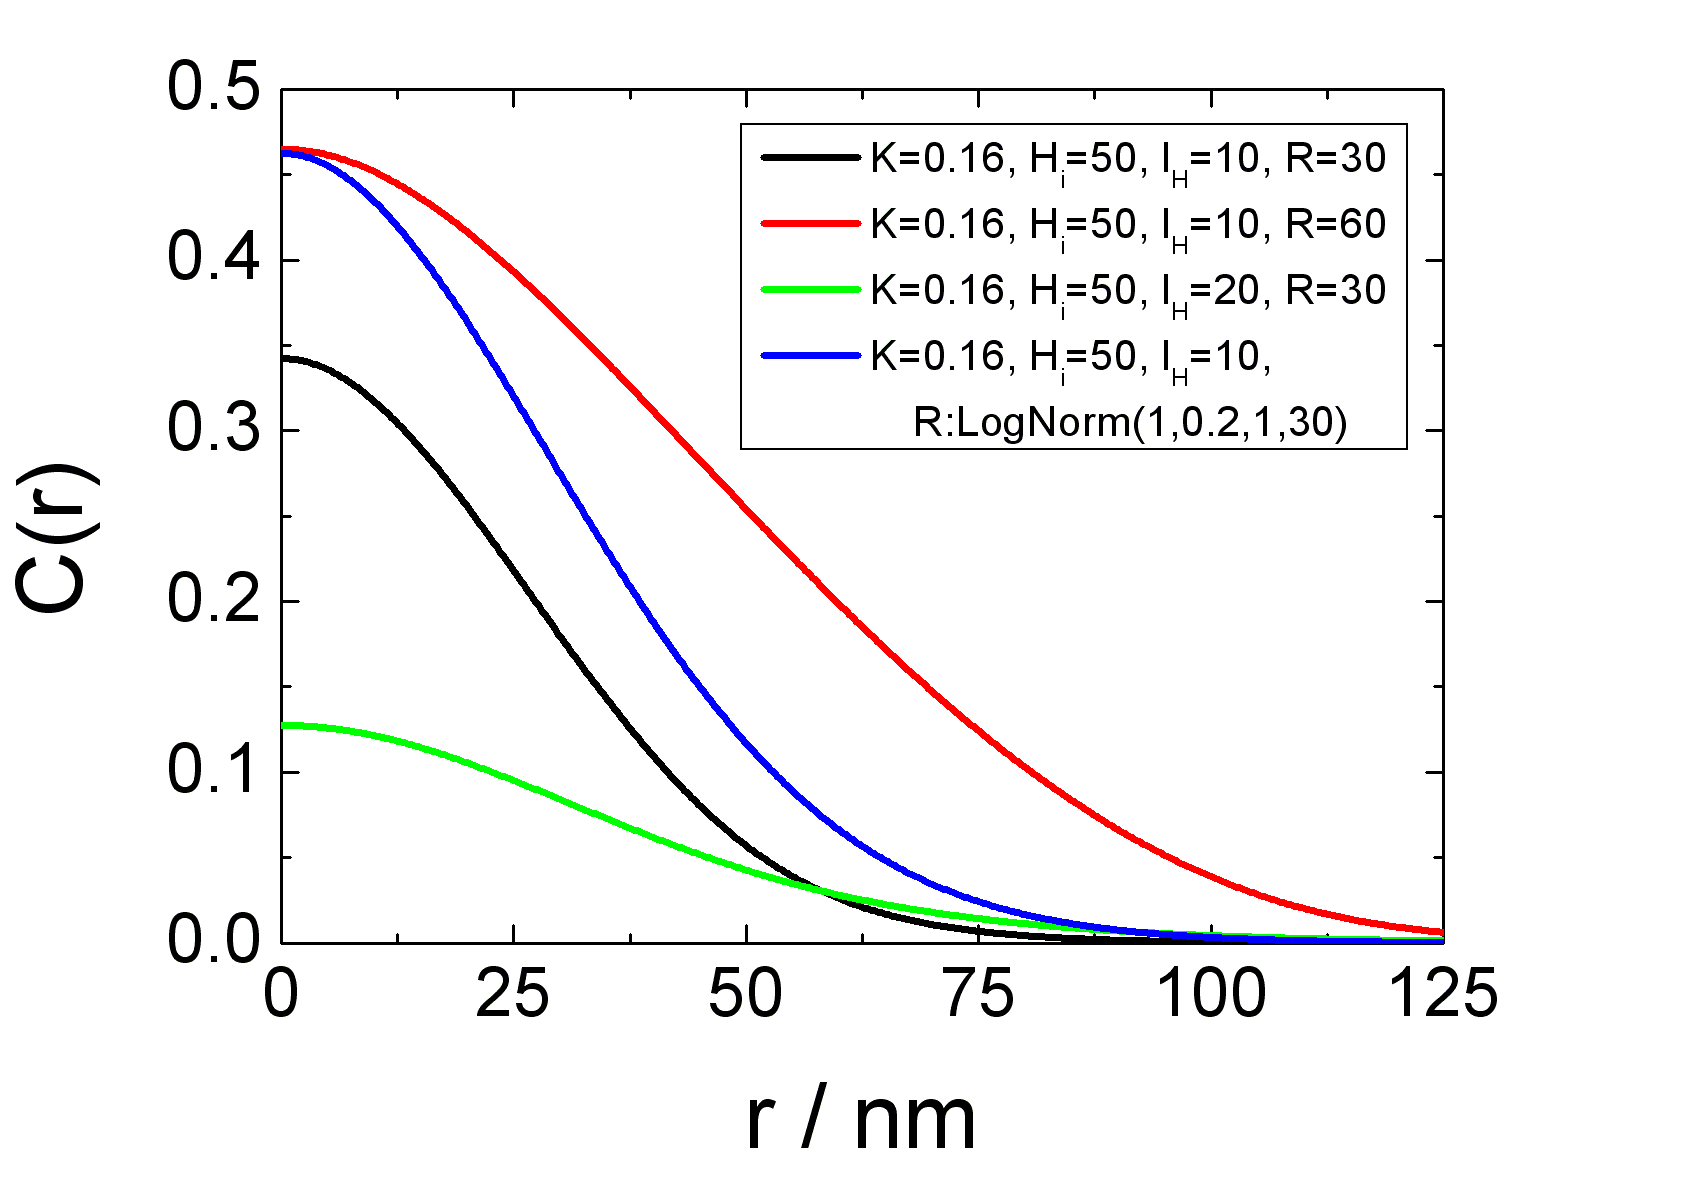 0.5
0.4
0.3
0.2
0.1
0.0
C(r)
K=0.16, Hi=50, lH=10, R=30
K=0.16, Hi=50, lH=10, R=60
K=0.16, Hi=50, lH=20, R=30
K=0.16, Hi=50, lH=10,
R:LogNorm(1,0.2,1,30)
0 25 50 75 100 125
r / nm